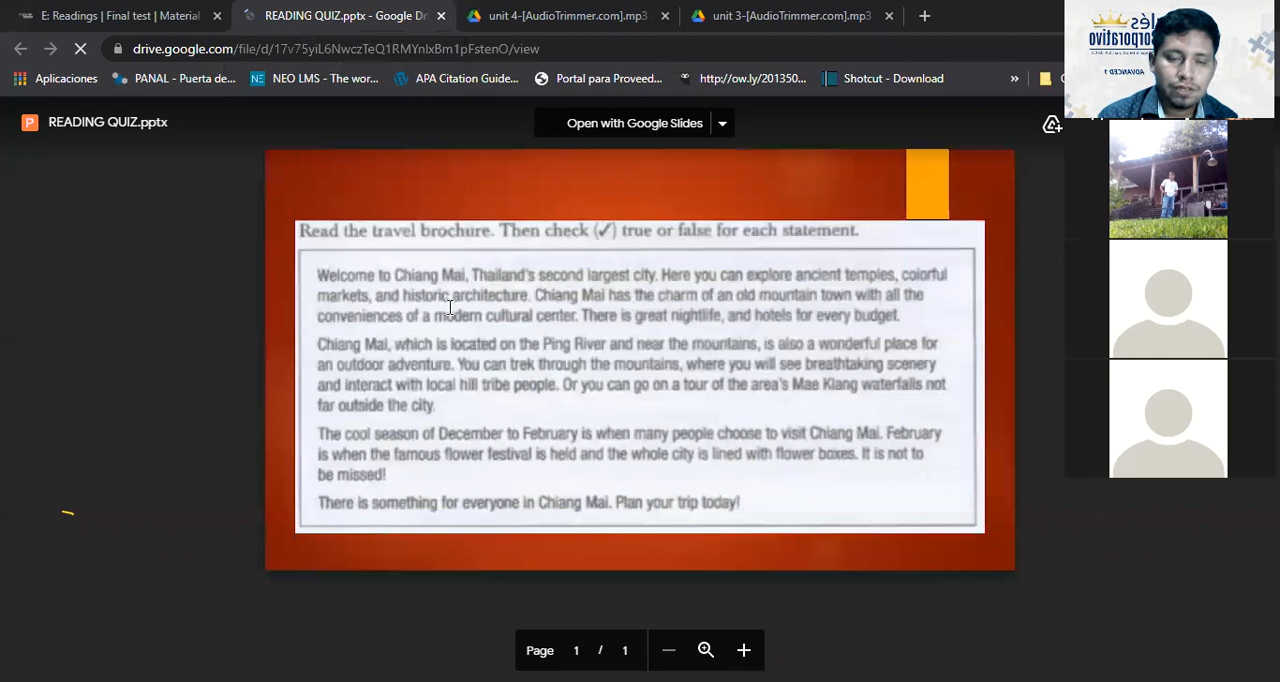 E: Readings | Final test | Material
READING QUIZ.pptx - Google Dri
unit 4-[AudioTrimmer.com].mp3
unit 3-[AudioTrimmer.com].mp3
drive.google.com/file/d/17v75yiL6NwczTeQ1RMYnlxBm1pFstenO/view
Aplicaciones
PANAL - Puerta de...
NEO LMS - The wor...
APA Citation Guide...
Portal para Proveed...
http://ow.ly/201350...
Shotcut - Download
»
READING QUIZ.pptx
Open with Google Slides
Read the travel brochure. Then check (✓) true or false for each statement.
Welcome to Chiang Mai, Thailand's second largest city. Here you can explore ancient temples, colorful
markets, and historic architecture. Chiang Mai has the charm of an old mountain town with all the
conveniences of a modern cultural center. There is great nightlife, and hotels for every budget.
Chiang Mai, which is located on the Ping River and near the mountains, is also a wonderful place for
an outdoor adventure. You can trek through the mountains, where you will see breathtaking scenery
and interact with local hill tribe people. Or you can go on a tour of the area's Mae Klang waterfalls not
far outside the city.
The cool season of December to February is when many people choose to visit Chiang Mai. February
is when the famous flower festival is held and the whole city is lined with flower boxes. It is not to
be missed!
There is something for everyone in Chiang Mai. Plan your trip today!
Page 1 / 1
ADVANCED 1